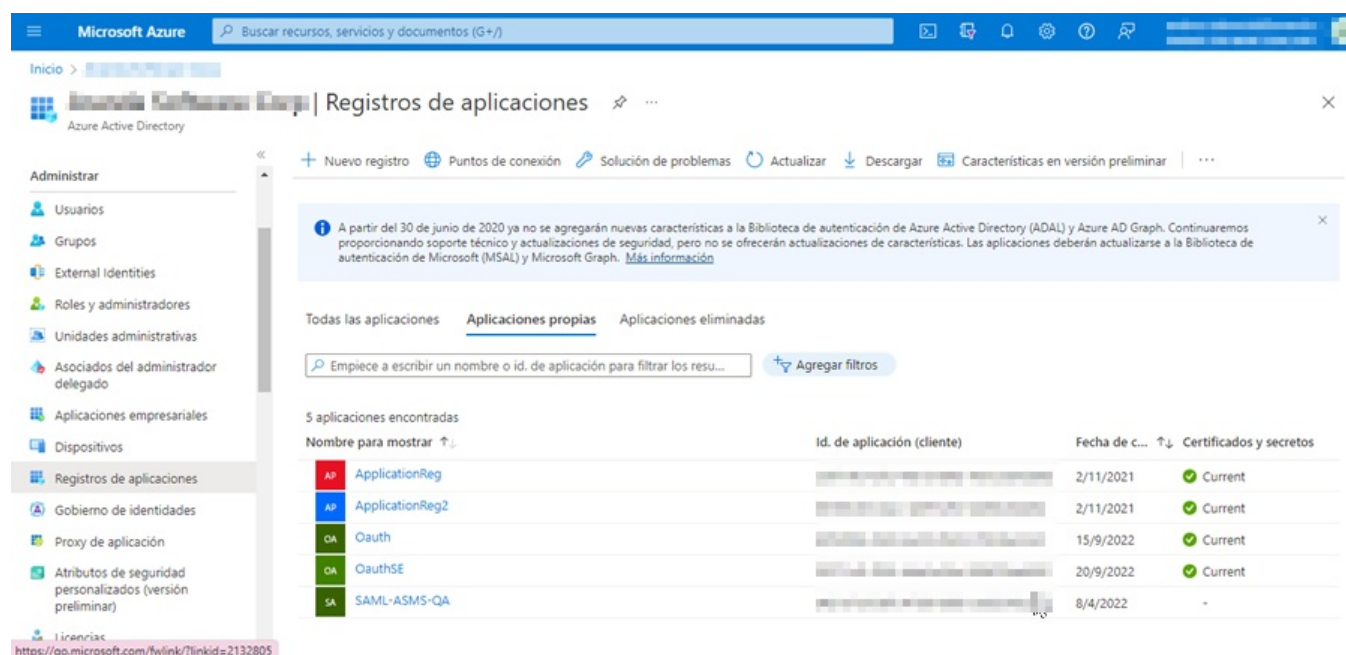 Microsoft Azure
Buscar recursos, servicios y documentos (G+/)
Inicio >
| Registros de aplicaciones
Azure Active Directory
Nuevo registro Puntos de conexión Solución de problemas Actualizar Descargar Características en versión preliminar
Administrar
Usuarios
Grupos
External Identities
Roles y administradores
Unidades administrativas
Asociados del administrador
delegado
Aplicaciones empresariales
Dispositivos
Registros de aplicaciones
Gobierno de identidades
Proxy de aplicación
Atributos de seguridad
personalizados (versión
preliminar)
Licencias
https://go.microsoft.com/fwlink/?linkid=2132805
A partir del 30 de junio de 2020 ya no se agregarán nuevas características a la Biblioteca de autenticación de Azure Active Directory (ADAL) y Azure AD Graph. Continuaremos
proporcionando soporte técnico y actualizaciones de seguridad, pero no se ofrecerán actualizaciones de características. Las aplicaciones deberán actualizarse a la Biblioteca de
autenticación de Microsoft (MSAL) y Microsoft Graph. Más información
Todas las aplicaciones Aplicaciones propias Aplicaciones eliminadas
Empiece a escribir un nombre o id. de aplicación para filtrar los resu... Agregar filtros
5 aplicaciones encontradas
Nombre para mostrar Id. de aplicación (cliente) Fecha de c... Certificados y secretos
AP ApplicationReg 2/11/2021 Current
AP ApplicationReg2 2/11/2021 Current
OA Oauth 15/9/2022 Current
OA OauthSE 20/9/2022 Current
SA SAML-ASMS-QA 8/4/2022 -